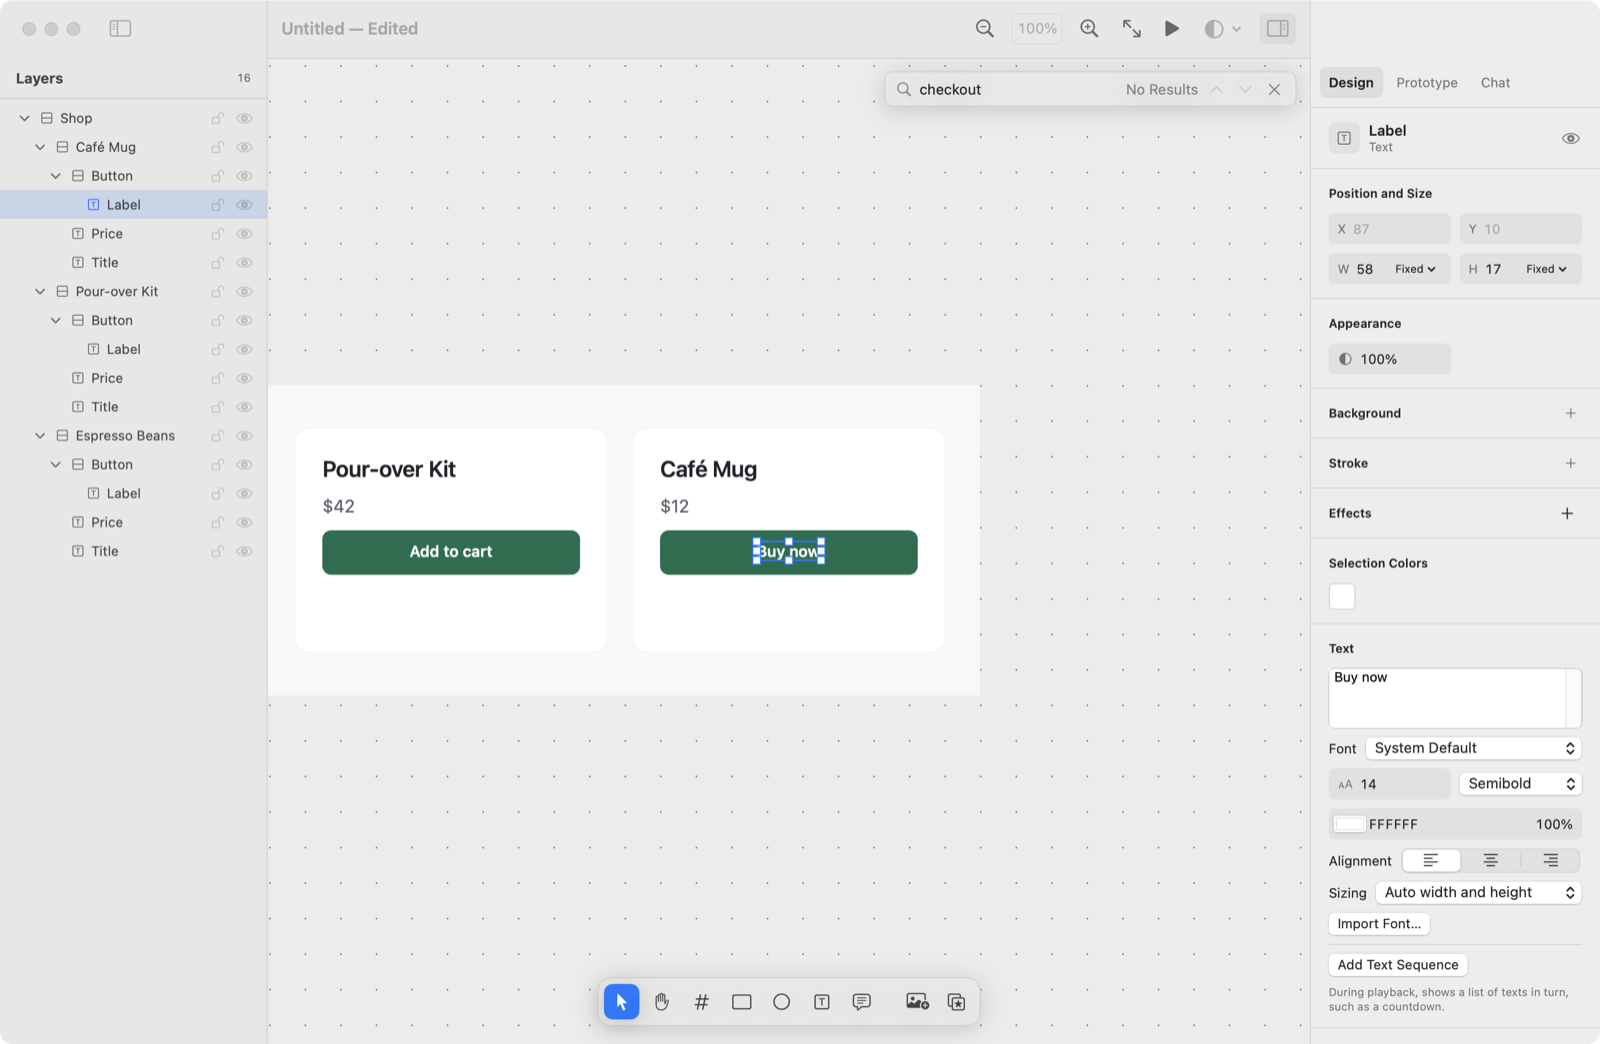 Untitled — Edited
100%
Layers
16
Shop
Café Mug
Button
Label
Price
Title
Pour-over Kit
Button
Label
Price
Title
Espresso Beans
Button
Label
Price
Title
checkout
No Results
Pour-over Kit
$42
Add to cart
Café Mug
$12
Buy now
Design
Prototype
Chat
T
Label
Text
Position and Size
X 87
Y 10
W 58 Fixed
H 17 Fixed
Appearance
100%
Background
Stroke
Effects
Selection Colors
Text
Buy now
Font System Default
AA 14
Semibold
FFFFFF 100%
Alignment
Sizing Auto width and height
Import Font...
Add Text Sequence
During playback, shows a list of texts in turn,
such as a countdown.